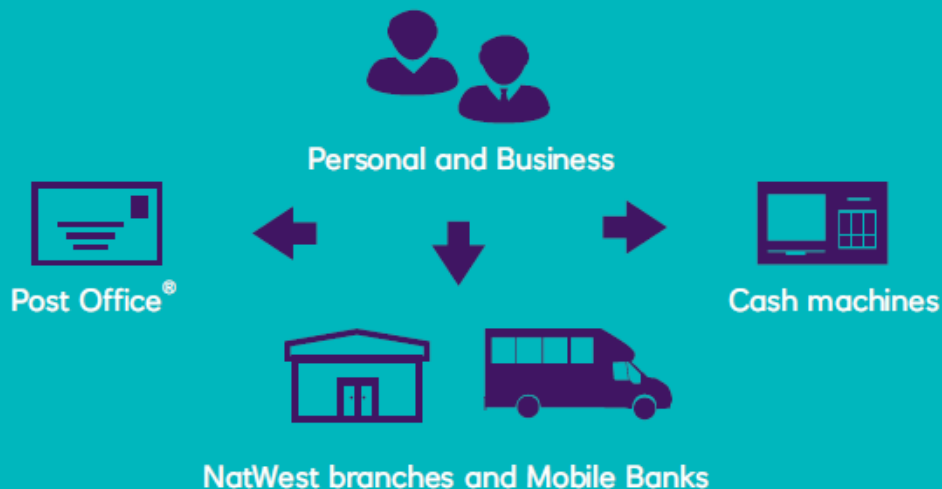 Personal and Business
Post Office®
Cash machines
NatWest branches and Mobile Banks